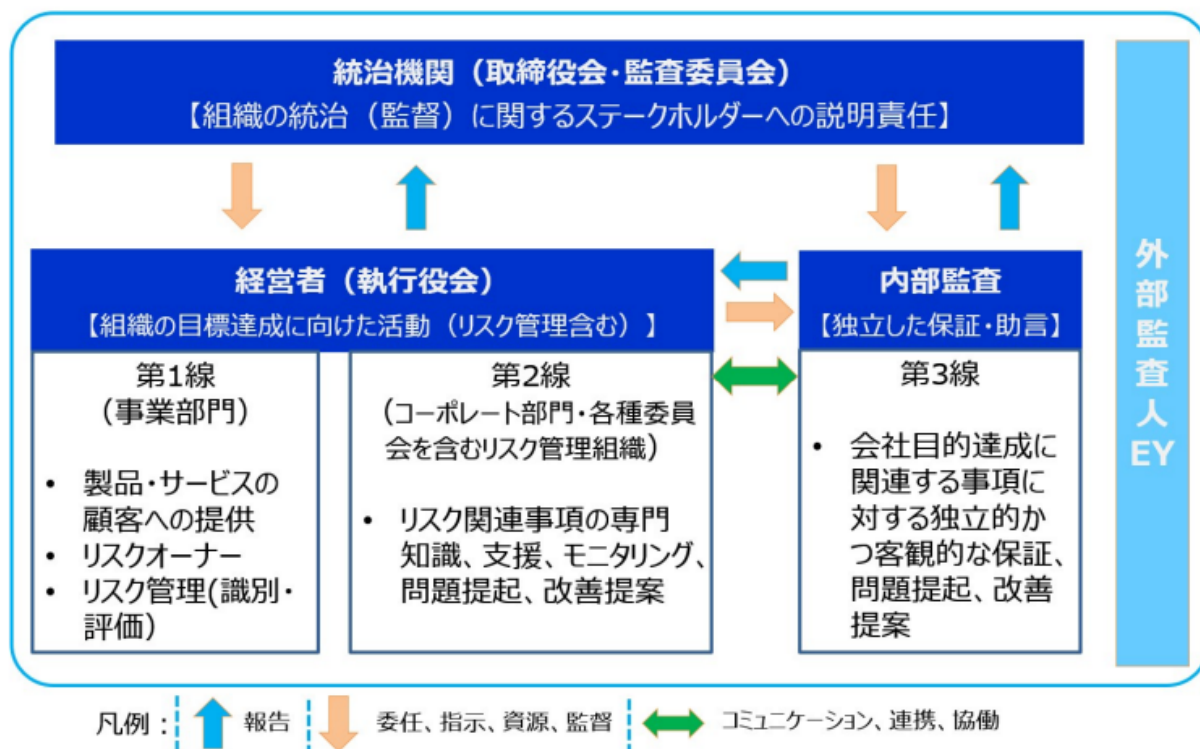 統治機関（取締役会・監査委員会）
【組織の統治（監督）に関するステークホルダーへの説明責任】
経営者（執行役会）
【組織の目標達成に向けた活動（リスク管理含む）】
第1線
（事業部門）
• 製品・サービスの
顧客への提供
• リスクオーナー
• リスク管理(識別・
評価）
第2線
（コーポレート部門・各種委員
会を含むリスク管理組織）
• リスク関連事項の専門
知識、支援、モニタリング、
問題提起、改善提案
内部監査
【独立した保証・助言】
第3線
• 会社目的達成に
関連する事項に
対する独立的か
つ客観的な保証、
問題提起、改善
提案
外部監査人EY
凡例： 報告 委任、指示、資源、監督 コミュニケーション、連携、協働